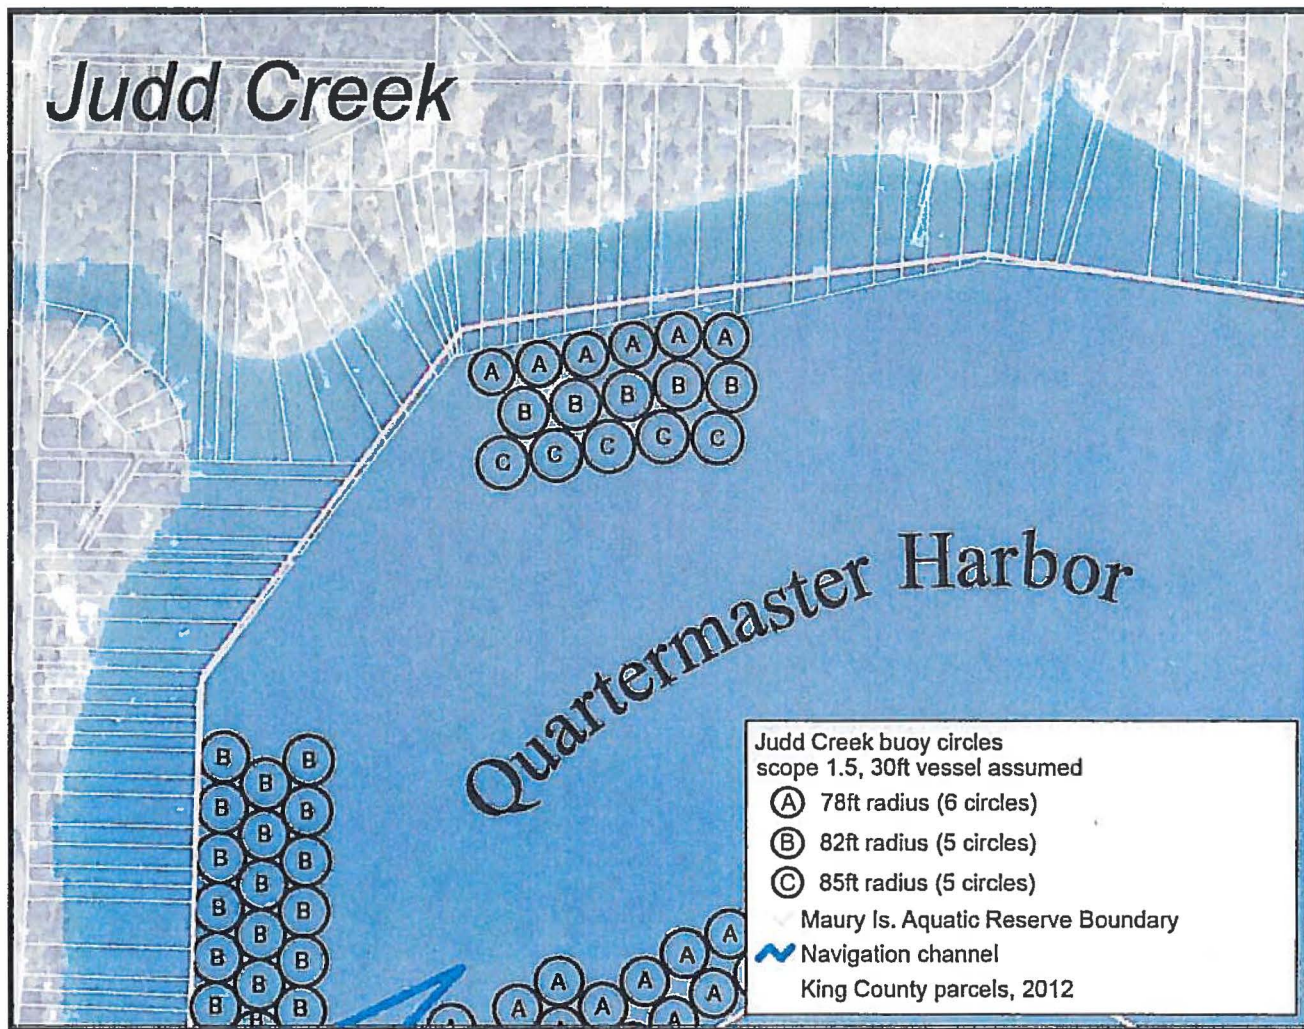 Judd Creek
A A A A A A
B B B B B
C C C C C
Quartermaster Harbor
B B B
B B B
B B B
B B B
B B B
B B B
A
A A
A A A
A A A A
Judd Creek buoy circles
scope 1.5, 30ft vessel assumed
A 78ft radius (6 circles)
B 82ft radius (5 circles)
C 85ft radius (5 circles)
Maury Is. Aquatic Reserve Boundary
Navigation channel
King County parcels, 2012